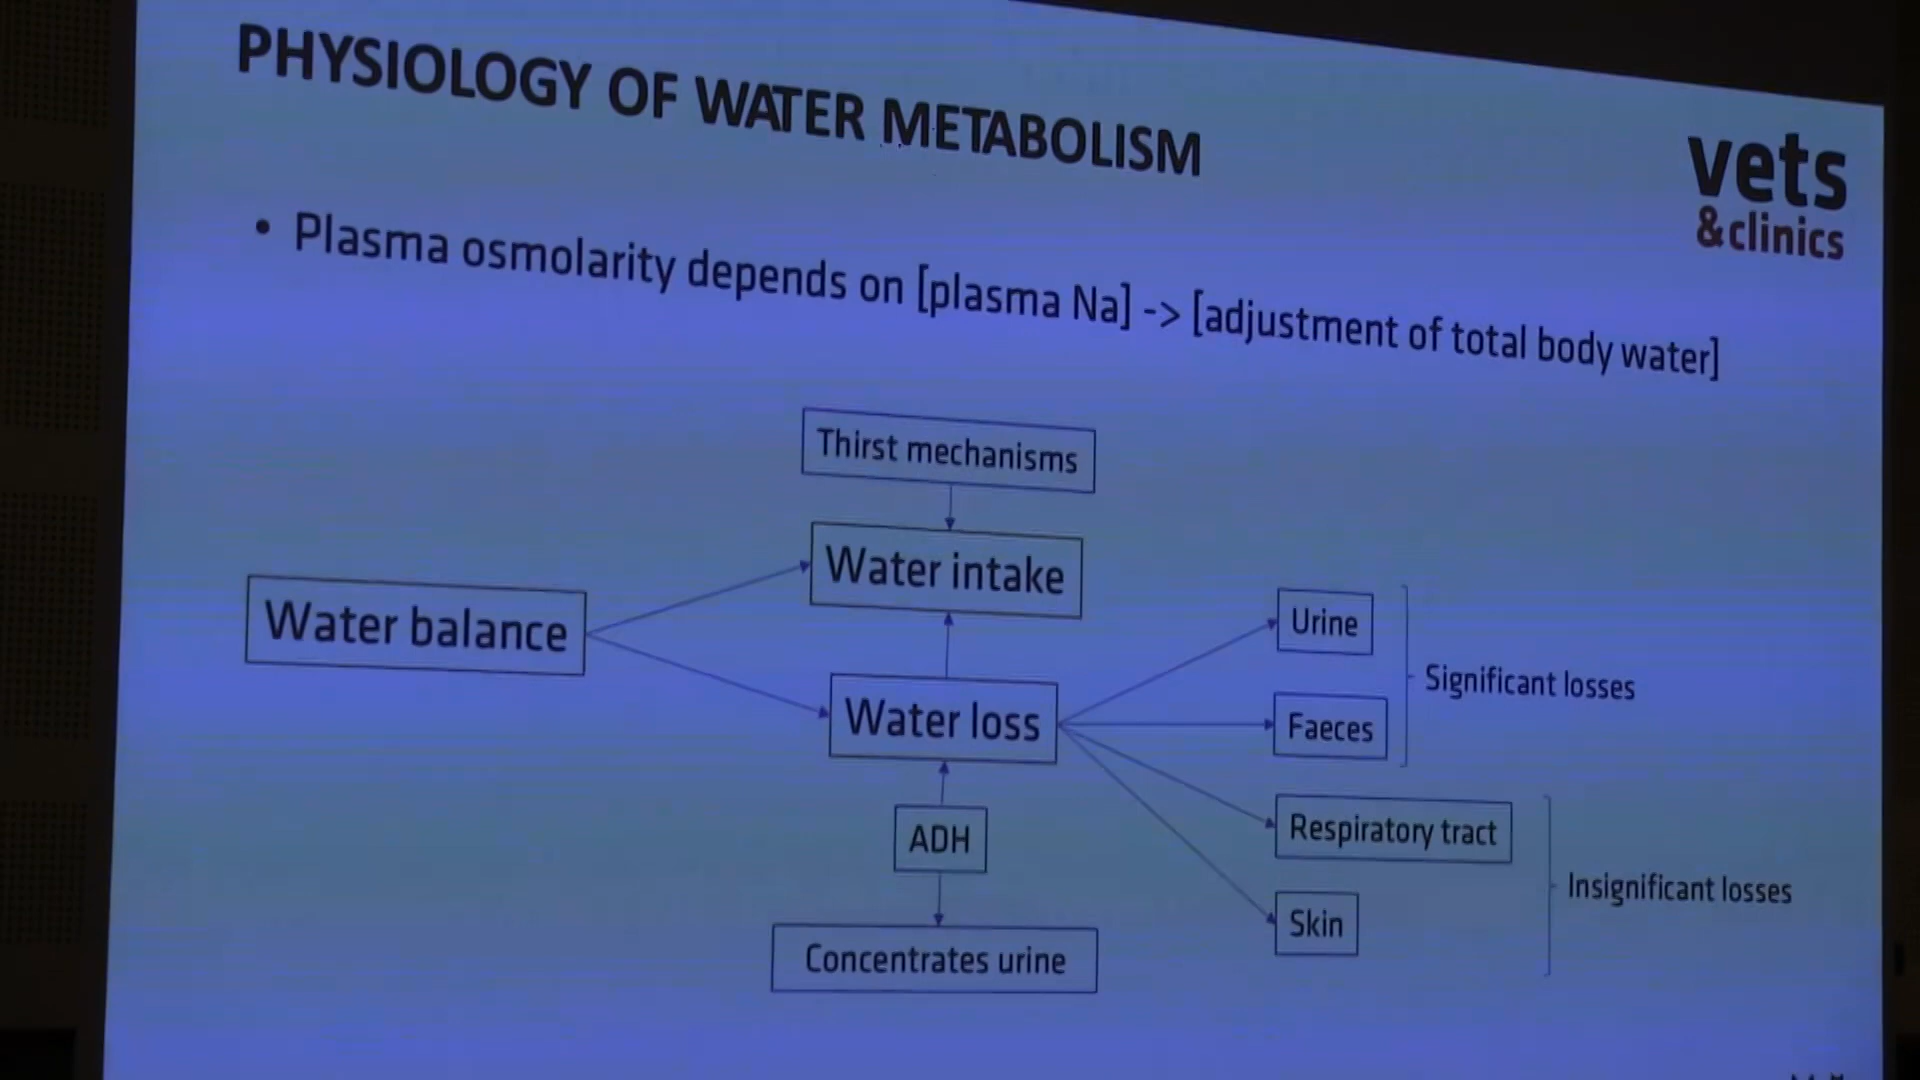 PHYSIOLOGY OF WATER METABOLISM
vets
&clinics
• Plasma osmolarity depends on [plasma Na] -> [adjustment of total body water]
Thirst mechanisms
Water intake
Water balance
Water loss
Urine
Faeces
Significant losses
ADH
Respiratory tract
Skin
Insignificant losses
Concentrates urine